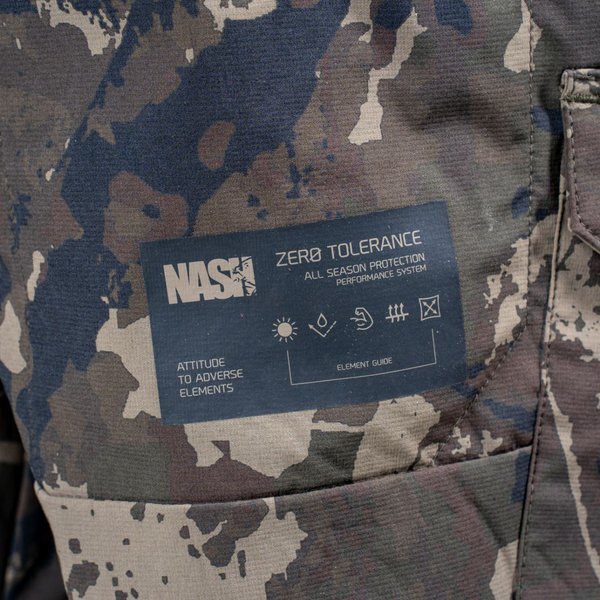 NASH
ZERØ TOLERANCE
ALL SEASON PROTECTION
PERFORMANCE SYSTEM
ATTITUDE
TO ADVERSE
ELEMENTS
ELEMENT GUIDE